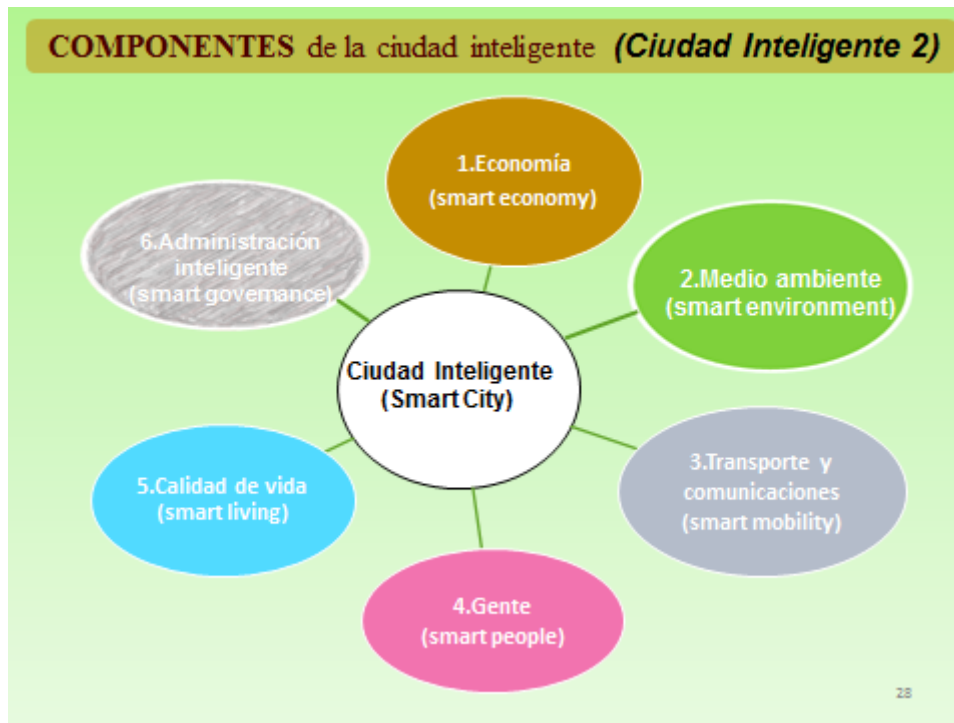 COMPONENTES de la ciudad inteligente (Ciudad Inteligente 2)
1.Economía
(smart economy)
2.Medio ambiente
(smart environment)
3.Transporte y
comunicaciones
(smart mobility)
4.Gente
(smart people)
5.Calidad de vida
(smart living)
6.Administración
inteligente
(smart governance)
Ciudad Inteligente
(Smart City)
28